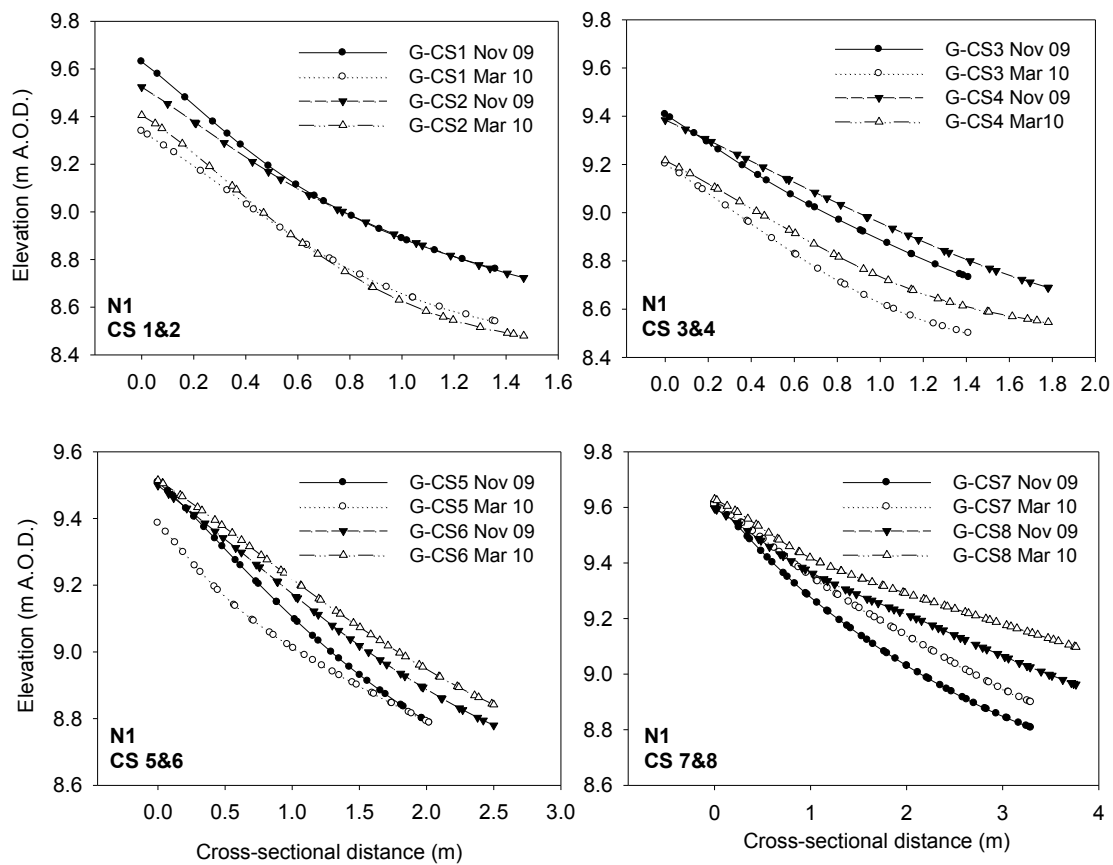 9.8
9.6
9.4
9.2
9.0
8.8
8.6
8.4
Elevation (m A.O.D.)
G-CS1 Nov 09
G-CS1 Mar 10
G-CS2 Nov 09
G-CS2 Mar 10
N1
CS 1&2
0.0 0.2 0.4 0.6 0.8 1.0 1.2 1.4 1.6
9.8
9.6
9.4
9.2
9.0
8.8
8.6
8.4
G-CS3 Nov 09
G-CS3 Mar 10
G-CS4 Nov 09
G-CS4 Mar10
N1
CS 3&4
0.0 0.2 0.4 0.6 0.8 1.0 1.2 1.4 1.6 1.8 2.0
9.6
9.4
9.2
9.0
8.8
8.6
Elevation (m A.O.D.)
G-CS5 Nov 09
G-CS5 Mar 10
G-CS6 Nov 09
G-CS6 Mar 10
N1
CS 5&6
0.0 0.5 1.0 1.5 2.0 2.5 3.0
Cross-sectional distance (m)
9.8
9.6
9.4
9.2
9.0
8.8
8.6
G-CS7 Nov 09
G-CS7 Mar 10
G-CS8 Nov 09
G-CS8 Mar 10
N1
CS 7&8
0 1 2 3 4
Cross-sectional distance (m)